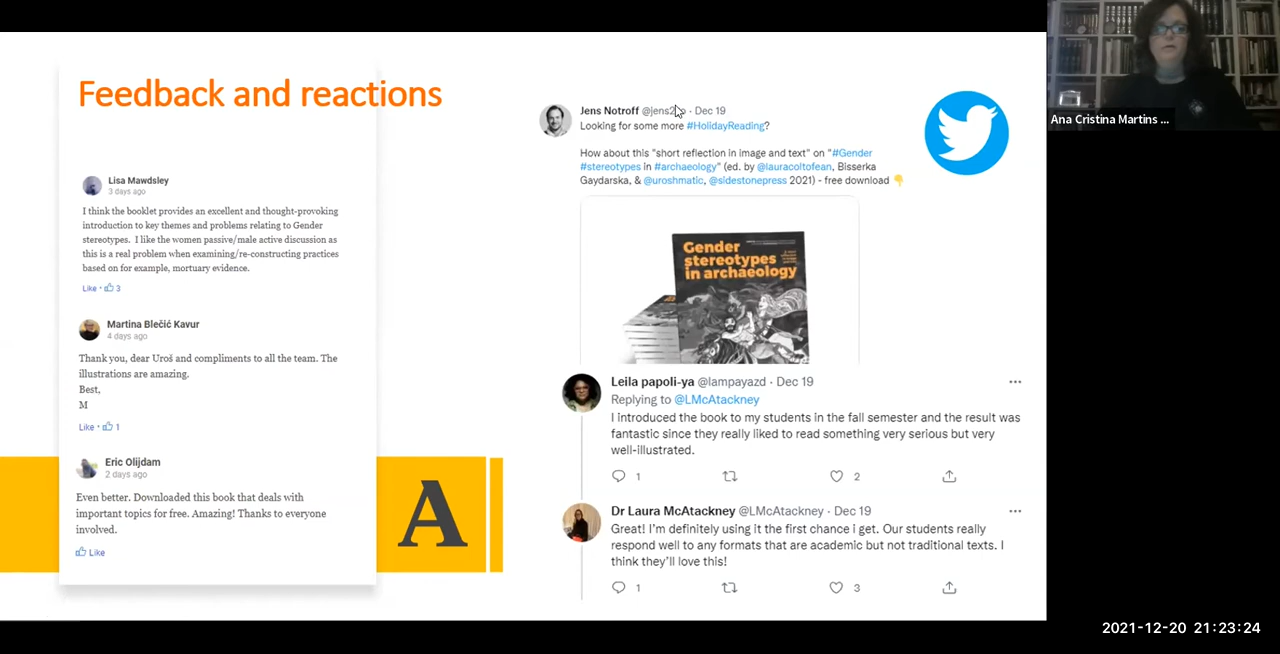 Feedback and reactions
Lisa Mawdsley
3 days ago
I think the booklet provides an excellent and thought-provoking
introduction to key themes and problems relating to Gender
stereotypes. I like the women passive/male active discussion as
this is a real problem when examining/re-constructing practices
based on for example, mortuary evidence.
Like · 3
Martina Blečić Kavur
4 days ago
Thank you, dear Uroš and compliments to all the team. The
illustrations are amazing.
Best,
M
Like · 1
Eric Olijdam
2 days ago
Even better. Downloaded this book that deals with
important topics for free. Amazing! Thanks to everyone
involved.
Like
A
Jens Notroff · Dec 19
Looking for some more #HolidayReading?
How about this "short reflection in image and text" on "#Gender
#stereotypes in #archaeology" (ed. by @lauracoltofean, Bisserka
Gaydarska, & @uroshmatic, @sidestonepress 2021) - free download
Gender
stereotypes
in archaeology
Leila papoli-ya @lampayazd · Dec 19
Replying to @LMcAtackney
I introduced the book to my students in the fall semester and the result was
fantastic since they really liked to read something very serious but very
well-illustrated.
1 2
Dr Laura McAtackney @LMcAtackney · Dec 19
Great! I'm definitely using it the first chance i get. Our students really
respond well to any formats that are academic but not traditional texts. I
think they'll love this!
1 3
Ana Cristina Martins ...
2021-12-20 21:23:24